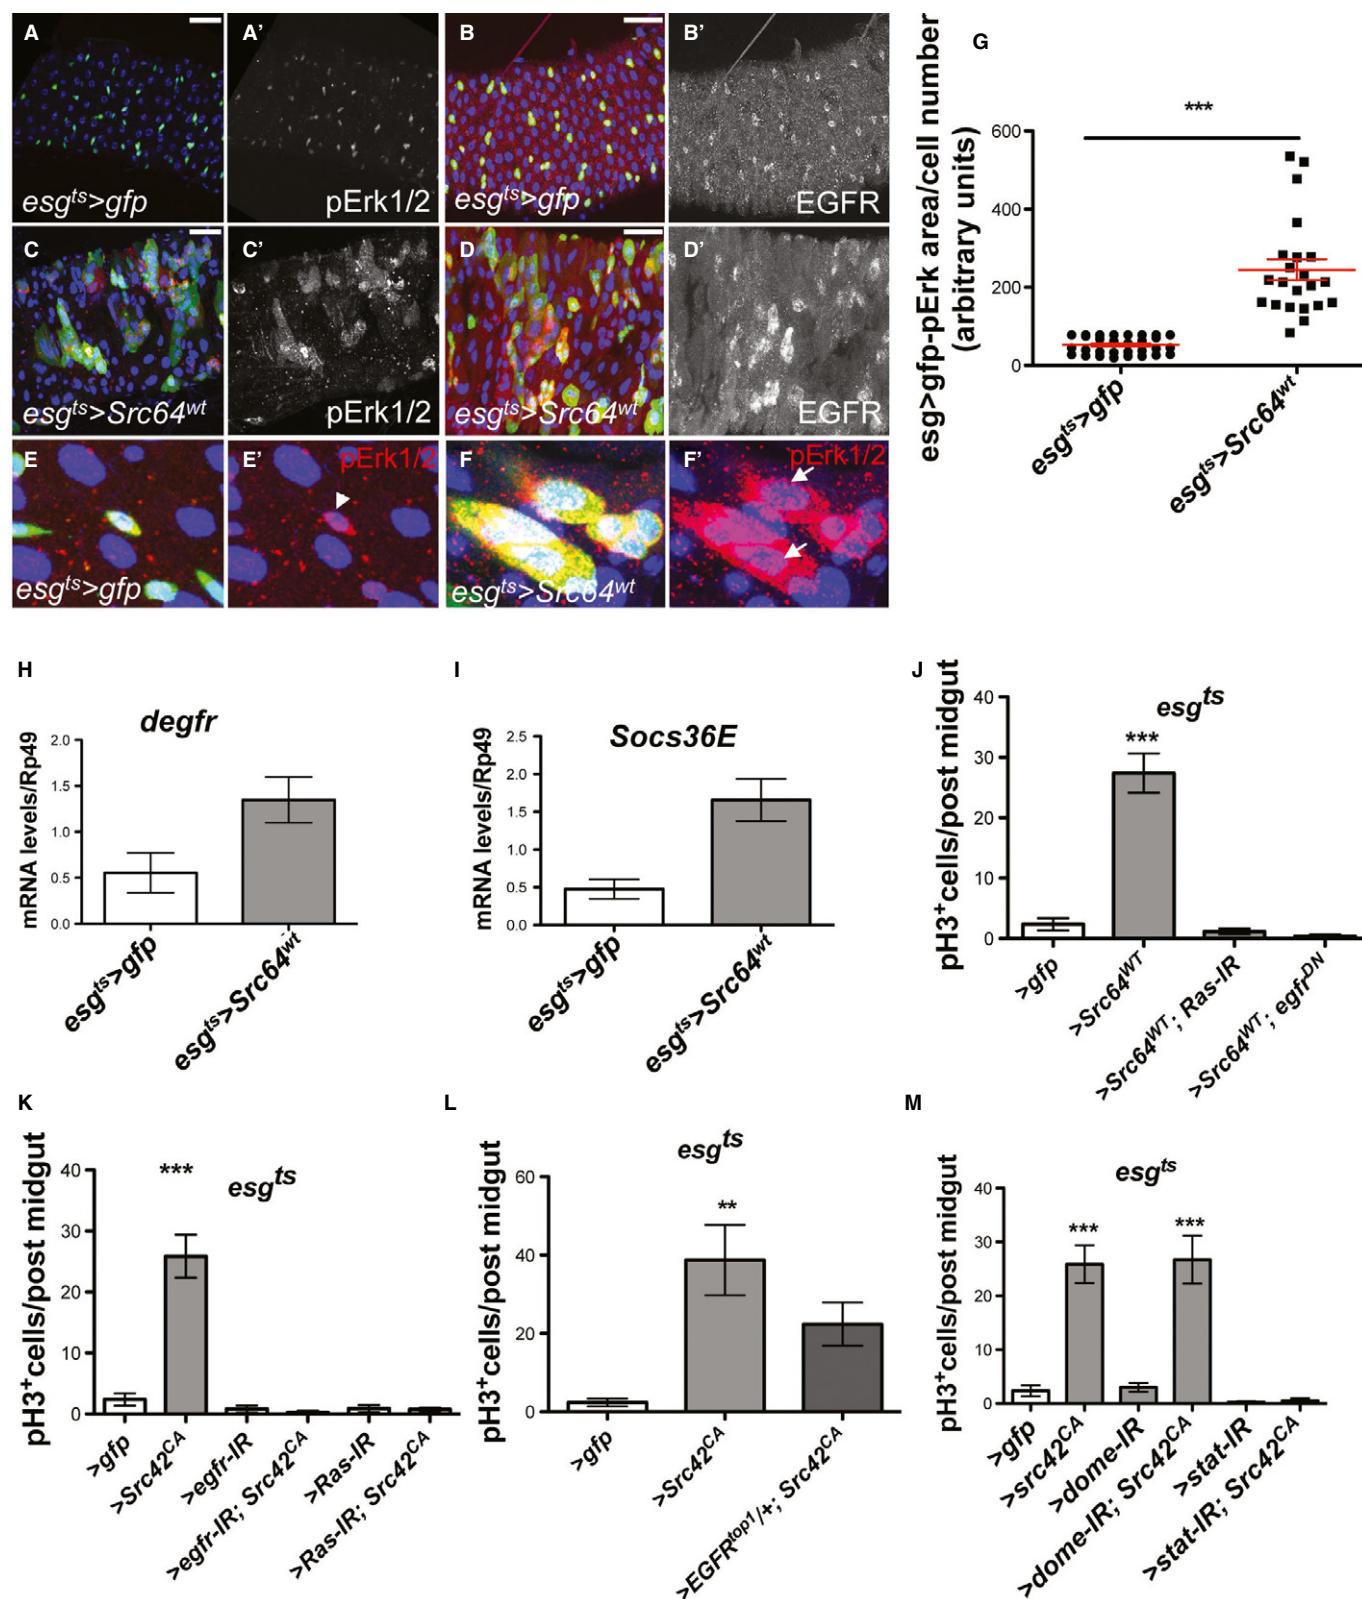 A
A'
B
B'
esgts>gfp
pErk1/2
esgts>gfp
EGFR
C
C'
D
D'
esgts>Src64wt
pErk1/2
esgts>Src64wt
EGFR
E
E'
pErk1/2
F
F'
pErk1/2
esgts>gfp
esgts>Src64wt
G
esg>gfp-pErk area/cell number
(arbitrary units)
600
400
200
0
***
esgts>gfp
esgts>Src64wt
H
degfr
mRNA levels/Rp49
2.0
1.5
1.0
0.5
0.0
esgts>gfp
esgts>Src64wt
I
Socs36E
mRNA levels/Rp49
2.5
2.0
1.5
1.0
0.5
0.0
esgts>gfp
esgts>Src64wt
J
esgts
pH3+cells/post midgut
40
30
20
10
0
***
>gfp
>Src64WT
>Src64WT; Ras-IR
>Src64WT; egfrDN
K
esgts
pH3+cells/post midgut
40
30
20
10
0
***
>gfp
>Src42CA
>egfr-IR
>egfr-IR; Src42CA
>Ras-IR
>Ras-IR; Src42CA
L
esgts
pH3+cells/post midgut
60
40
20
0
**
>gfp
>Src42CA
>EGFRtop1/+; Src42CA
M
esgts
pH3+cells/post midgut
40
30
20
10
0
***
***
>gfp
>src42CA
>dome-IR
>dome-IR; Src42CA
>stat-IR
>stat-IR; Src42CA